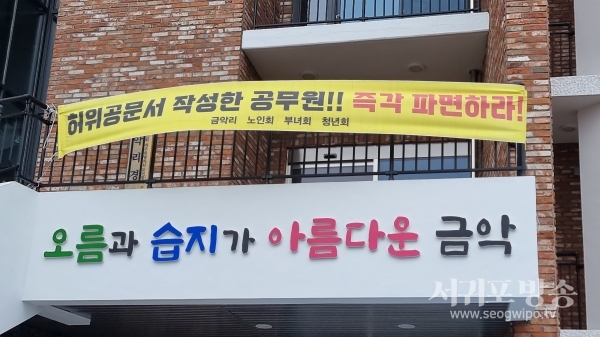 허위공문서 작성한 공무원!! 즉각 파면하라!
금악리 노인회 부녀회 청년회
오름과 습지가 아름다운 금악
서귀포방송
www.seogwipo.tv